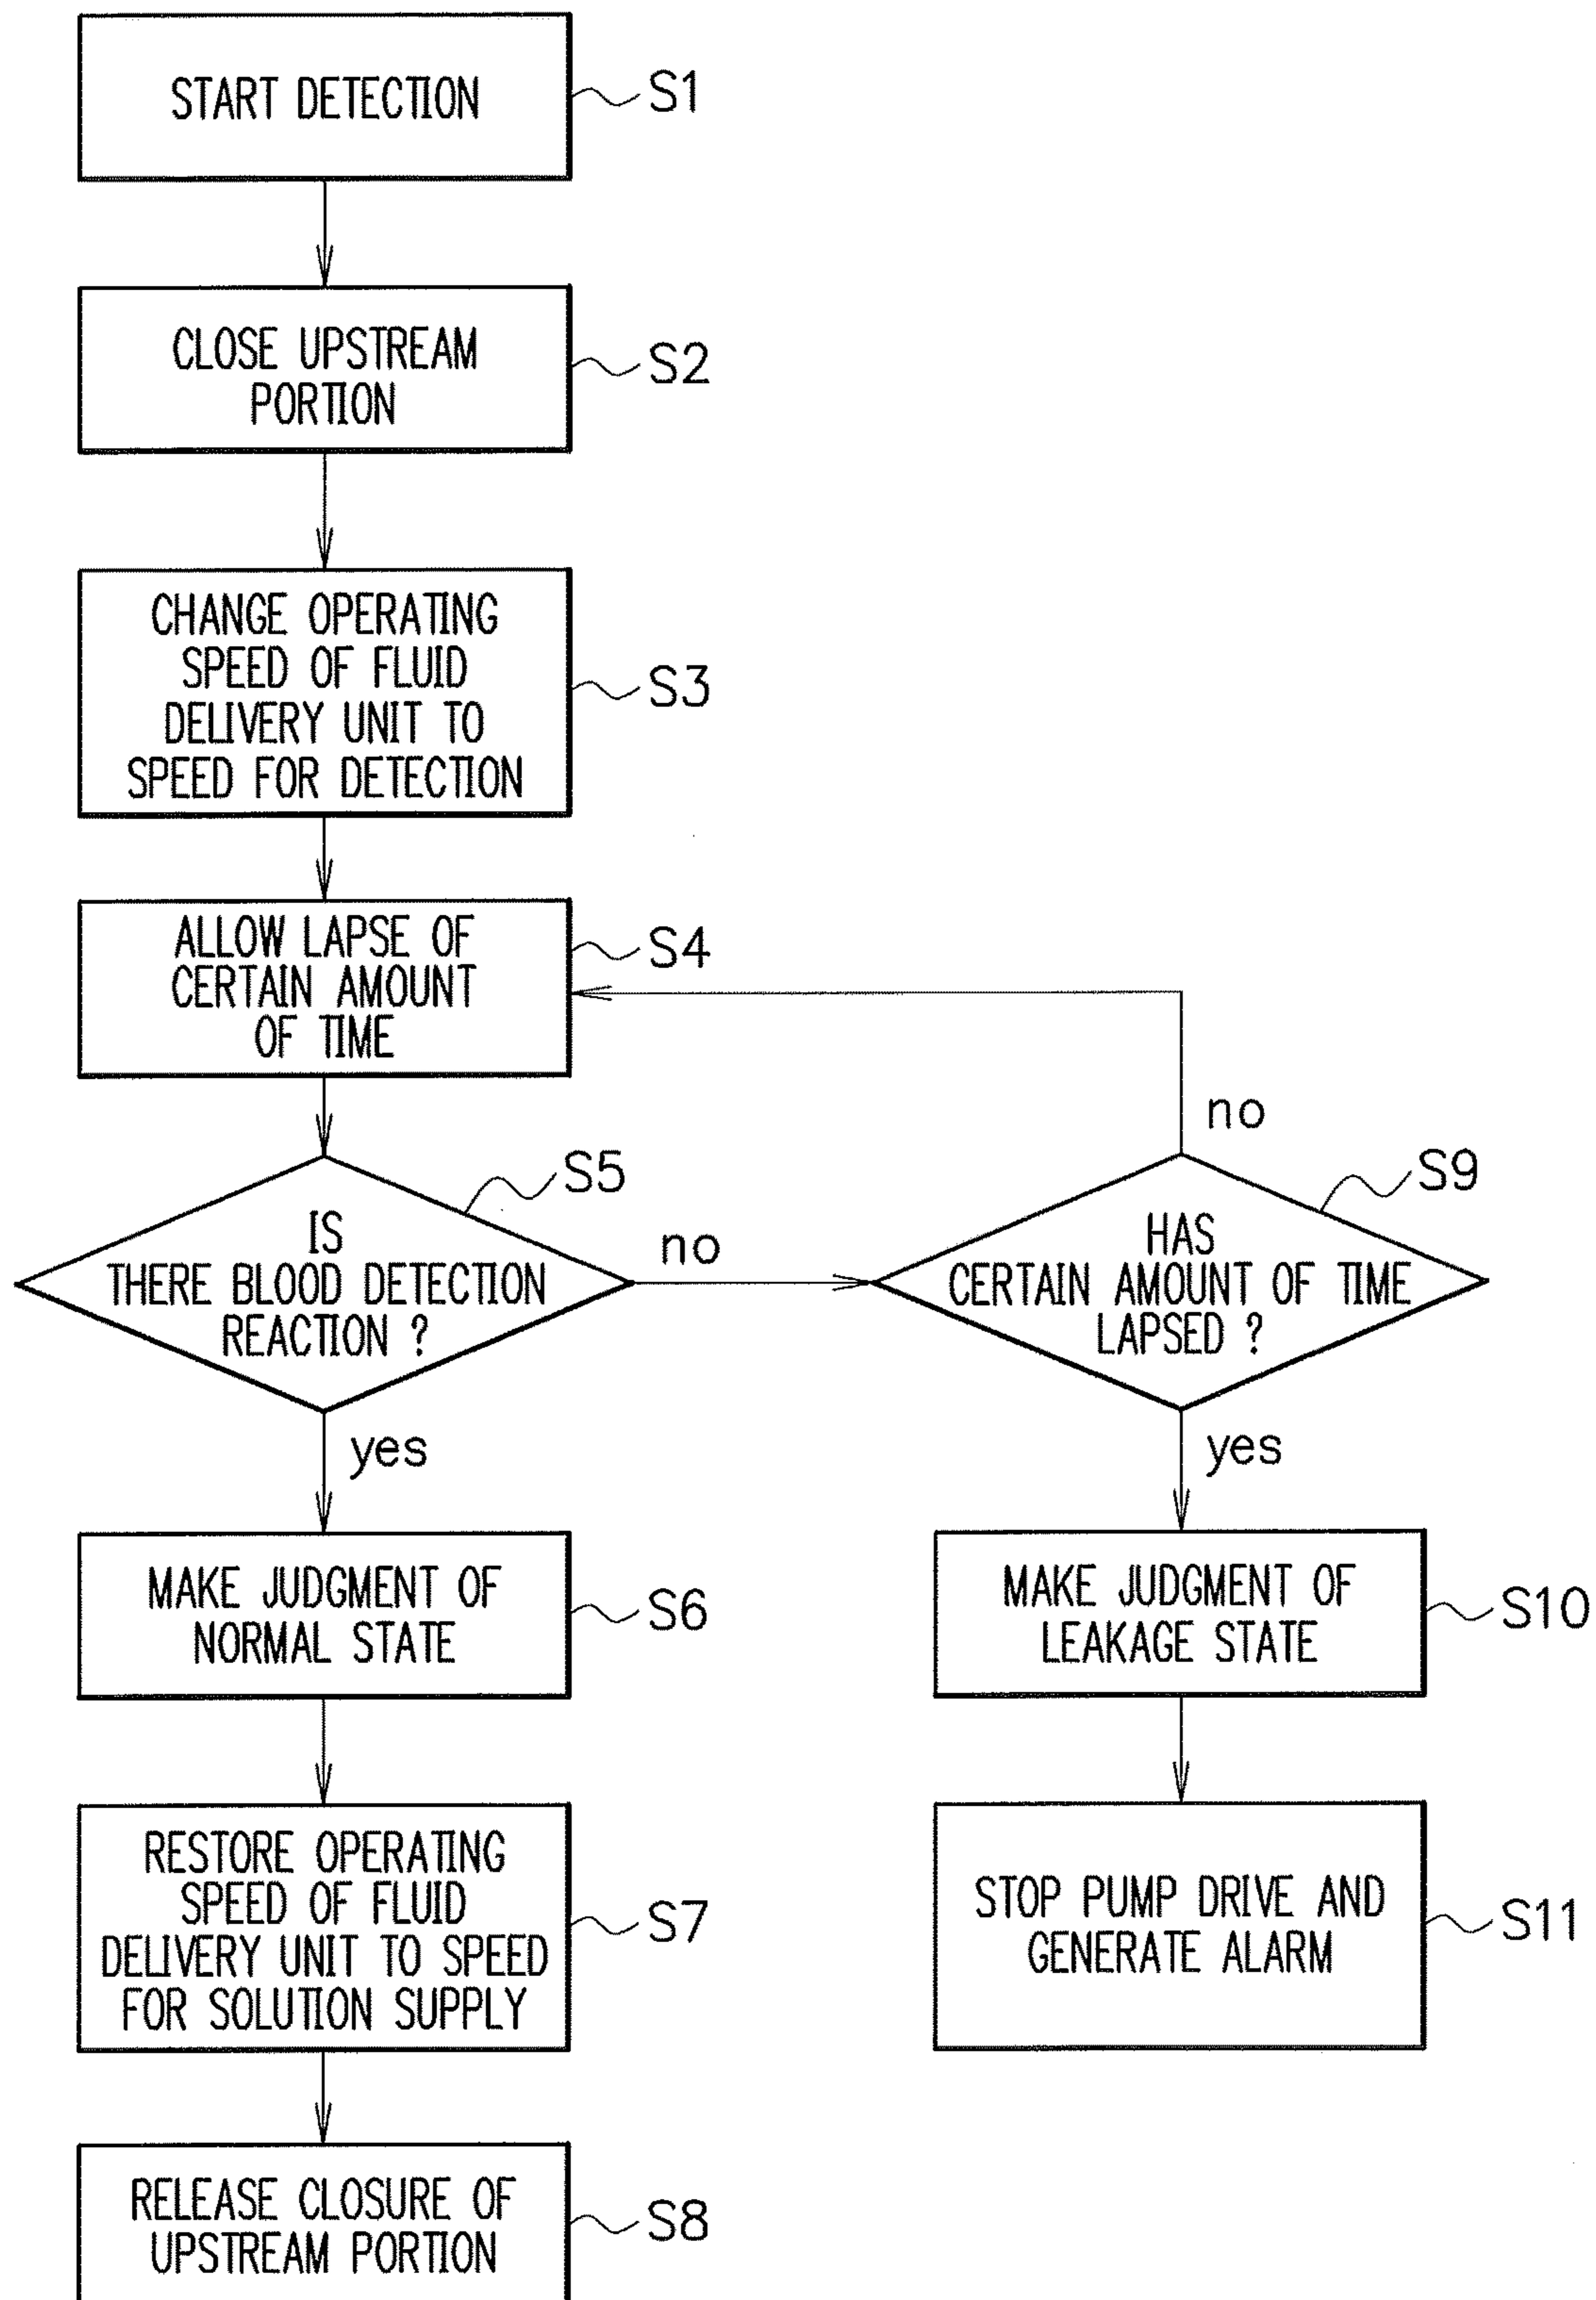 START DETECTION
S1
CLOSE UPSTREAM
PORTION
S2
CHANGE OPERATING
SPEED OF FLUID
DELIVERY UNIT TO
SPEED FOR DETECTION
S3
ALLOW LAPSE OF
CERTAIN AMOUNT
OF TIME
S4
IS
THERE BLOOD DETECTION
REACTION ?
S5
no
yes
HAS
CERTAIN AMOUNT OF TIME
LAPSED ?
S9
no
yes
MAKE JUDGMENT OF
NORMAL STATE
S6
MAKE JUDGMENT OF
LEAKAGE STATE
S10
RESTORE OPERATING
SPEED OF FLUID
DELIVERY UNIT TO SPEED
FOR SOLUTION SUPPLY
S7
STOP PUMP DRIVE AND
GENERATE ALARM
S11
RELEASE CLOSURE OF
UPSTREAM PORTION
S8